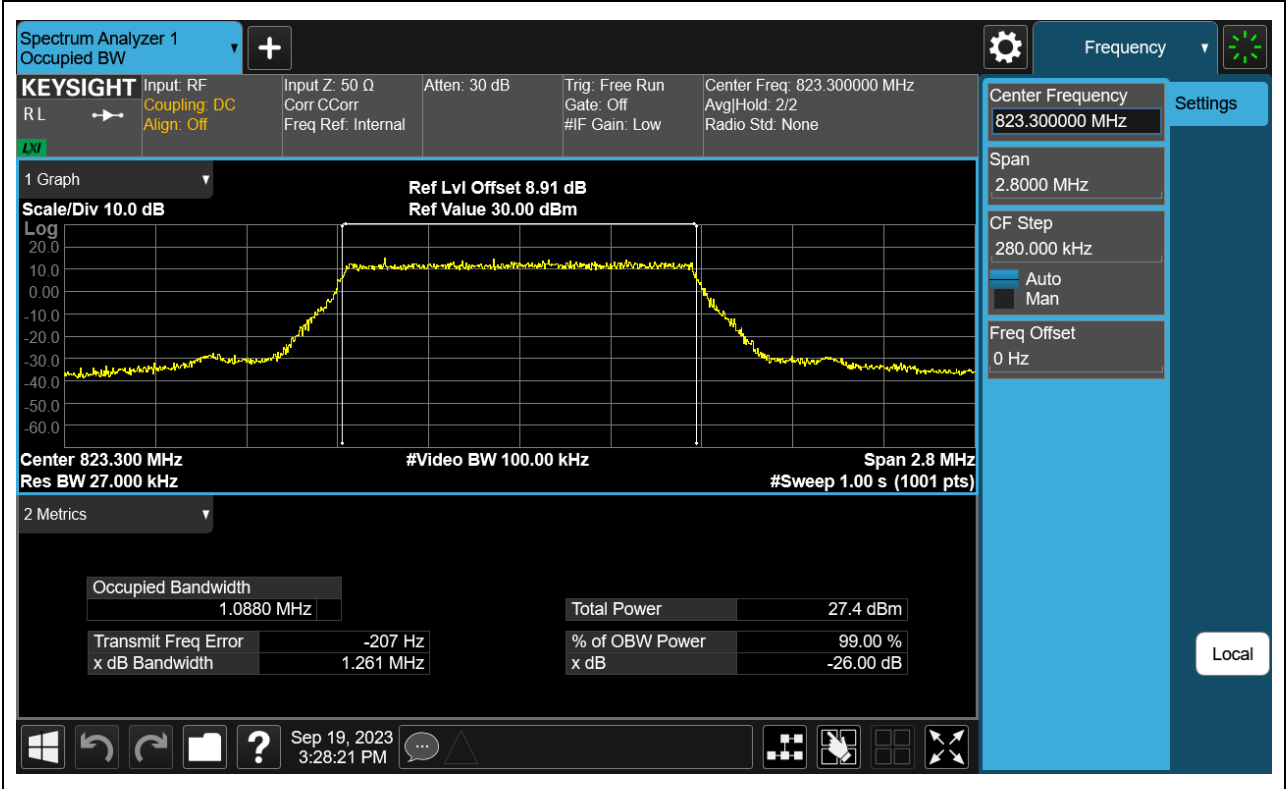 Spectrum Analyzer 1
Occupied BW
Frequency
KEYSIGHT
R L
LXI
Input: RF
Coupling: DC
Align: Off
Input Z: 50 Ω
Corr CCorr
Freq Ref: Internal
Atten: 30 dB
Trig: Free Run
Gate: Off
#IF Gain: Low
Center Freq: 823.300000 MHz
Avg|Hold: 2/2
Radio Std: None
Center Frequency
823.300000 MHz
Settings
Span
2.8000 MHz
CF Step
280.000 kHz
Auto
Man
Freq Offset
0 Hz
Local
1 Graph
Scale/Div 10.0 dB
Ref Lvl Offset 8.91 dB
Ref Value 30.00 dBm
Log
20.0
10.0
0.00
-10.0
-20.0
-30.0
-40.0
-50.0
-60.0
Center 823.300 MHz
#Video BW 100.00 kHz
Span 2.8 MHz
Res BW 27.000 kHz
#Sweep 1.00 s (1001 pts)
2 Metrics
Occupied Bandwidth
1.0880 MHz
Total Power 27.4 dBm
Transmit Freq Error -207 Hz
% of OBW Power 99.00 %
x dB Bandwidth 1.261 MHz
x dB -26.00 dB
?
Sep 19, 2023
3:28:21 PM